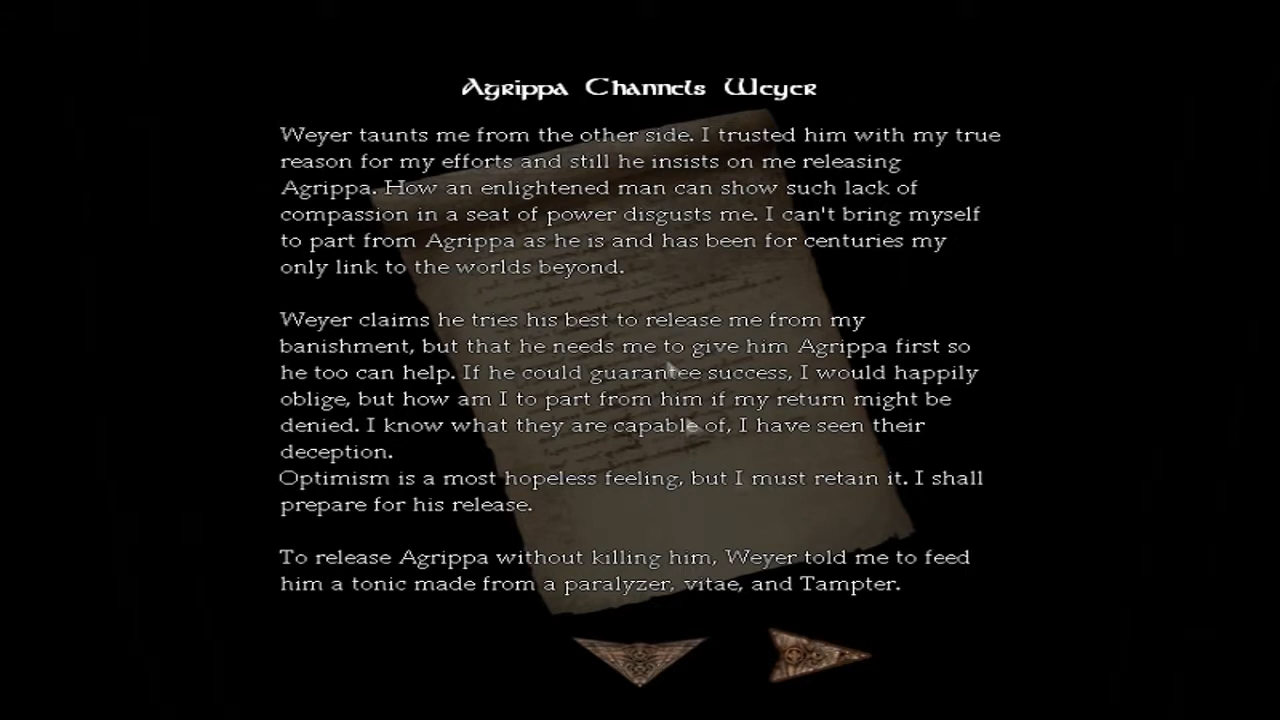 Agrippa Channels Weyer
Weyer taunts me from the other side. I trusted him with my true
reason for my efforts and still he insists on me releasing
Agrippa. How an enlightened man can show such lack of
compassion in a seat of power disgusts me. I can't bring myself
to part from Agrippa as he is and has been for centuries my
only link to the worlds beyond.
Weyer claims he tries his best to release me from my
banishment, but that he needs me to give him Agrippa first so
he too can help. If he could guarantee success, I would happily
oblige, but how am I to part from him if my return might be
denied. I know what they are capable of, I have seen their
deception.
Optimism is a most hopeless feeling, but I must retain it. I shall
prepare for his release.
To release Agrippa without killing him, Weyer told me to feed
him a tonic made from a paralyzer, vitae, and Tampter.